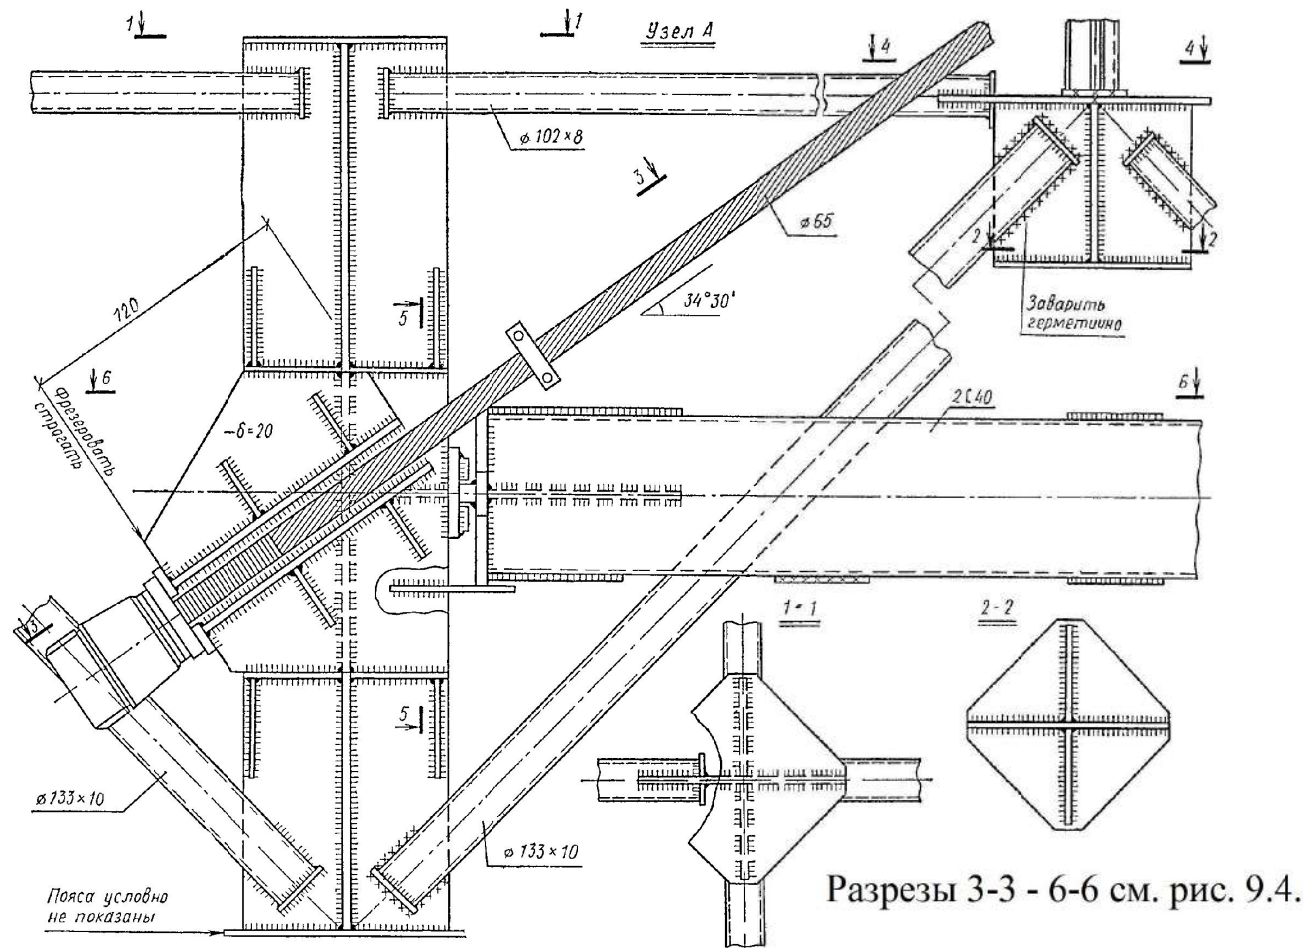 1
1
Узел А
4
4
ϕ 102×8
3
ϕ65
2
2
34°30'
Заварить
герметично
120
5
6
фрезеровать
строгать
-δ=20
2[40
6
3
1-1
2-2
5
ϕ133×10
ϕ 133×10
Пояса условно
не показаны
Разрезы 3-3 - 6-6 см. рис. 9.4.